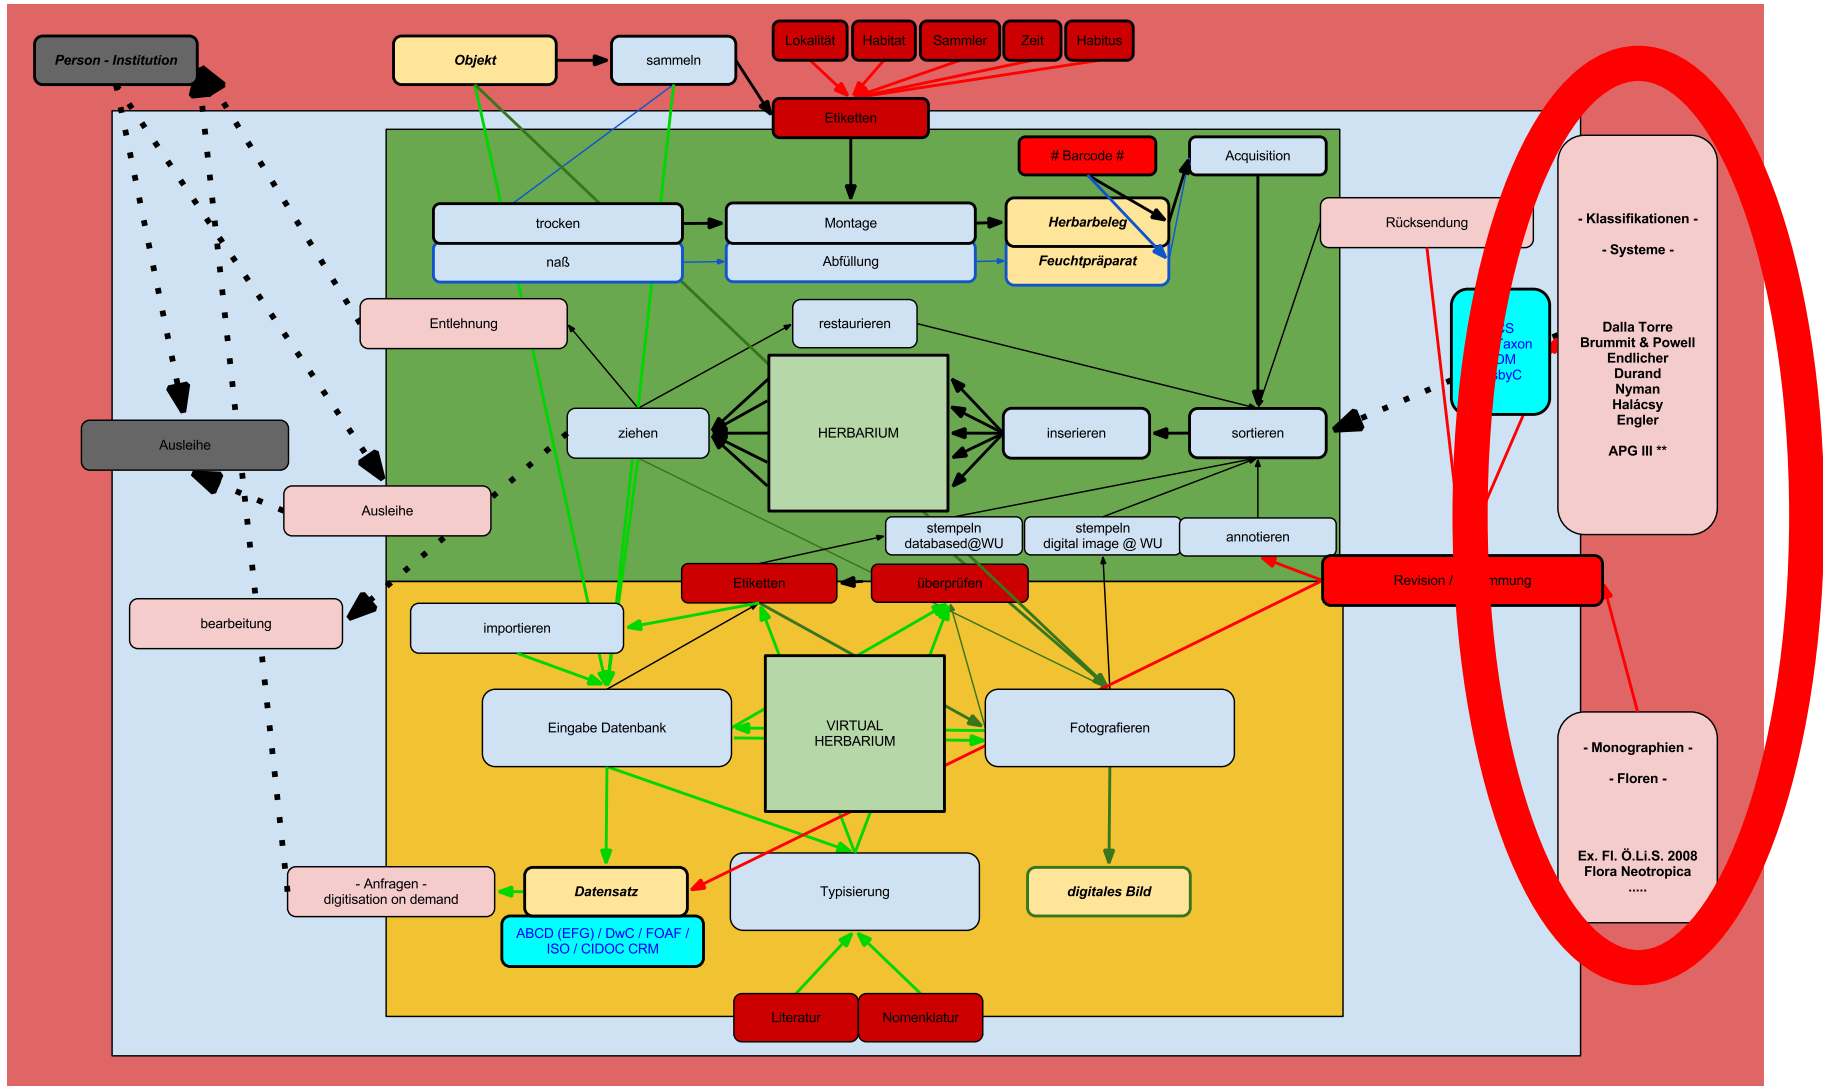 Person - Institution
Objekt
sammeln
Lokalität
Habitat
Sammler
Zeit
Habitus
Etiketten
# Barcode #
Acquisition
trocken
Montage
Herbarbeleg
Rücksendung
naß
Abfüllung
Feuchtpräparat
- Klassifikationen -
- Systeme -
Dalla Torre
Brummit & Powell
Endlicher
Durand
Nyman
Halácsy
Engler
APG III **
Entlehnung
restaurieren
Ausleihe
ziehen
HERBARIUM
inserieren
sortieren
Ausleihe
stempeln
databased@WU
stempeln
digital image @ WU
annotieren
Etiketten
überprüfen
Revision /
bearbeitung
importieren
Eingabe Datenbank
VIRTUAL
HERBARIUM
Fotografieren
- Monographien -
- Floren -
Ex. Fl. Ö.Li.S. 2008
Flora Neotropica
.....
- Anfragen -
digitisation on demand
Datensatz
Typisierung
digitales Bild
ABCD (EFG) / DwC / FOAF /
ISO / CIDOC CRM
Literatur
Nomenklatur